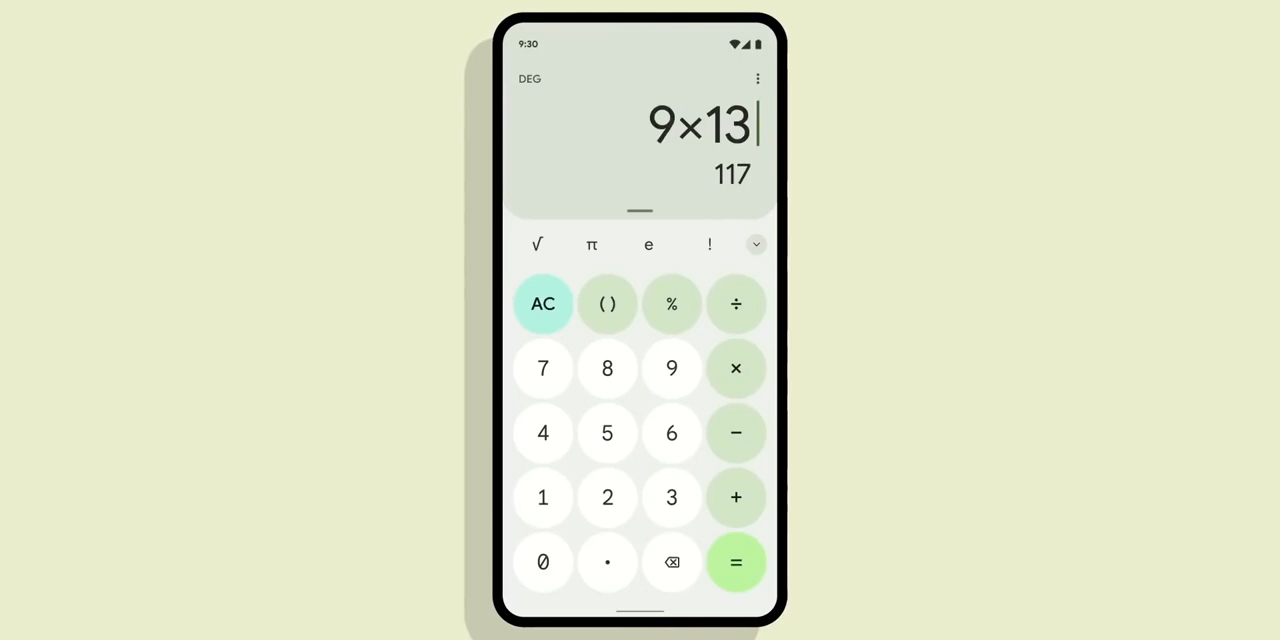 9:30
DEG
9×13
117
√ π e !
AC ( ) % ÷
7 8 9 ×
4 5 6 −
1 2 3 +
0 . =